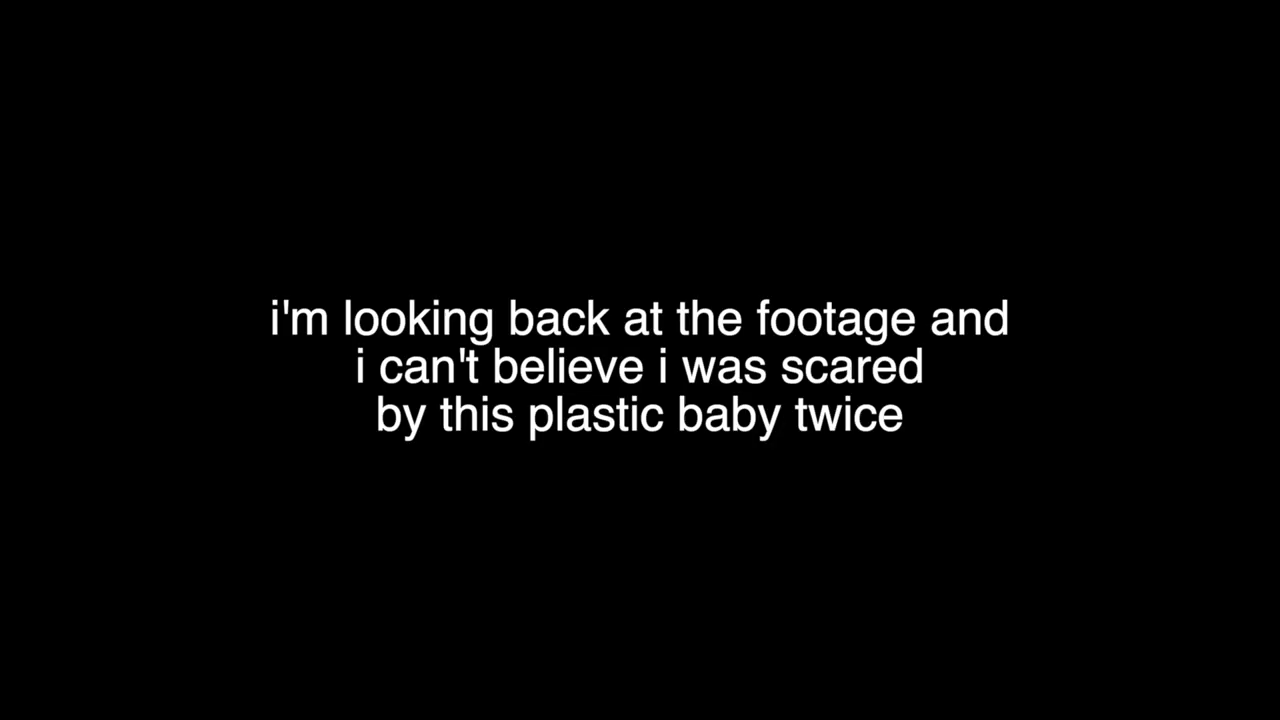 i'm looking back at the footage and
i can't believe i was scared
by this plastic baby twice